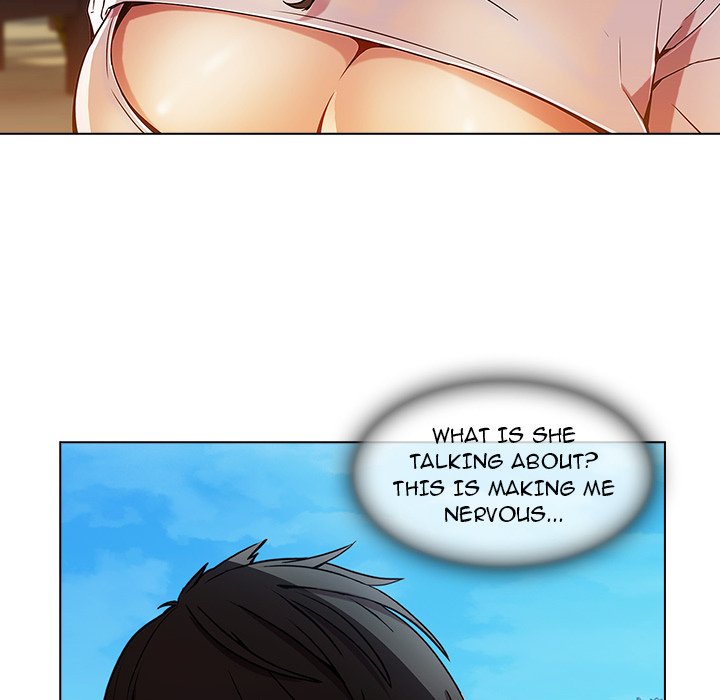 WHAT IS SHE
TALKING ABOUT?
THIS IS MAKING ME
NERVOUS...